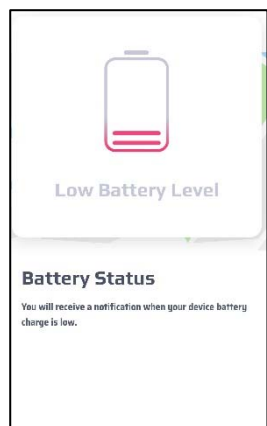 Low Battery Level
Battery Status
You will receive a notification when your device battery
charge is low.